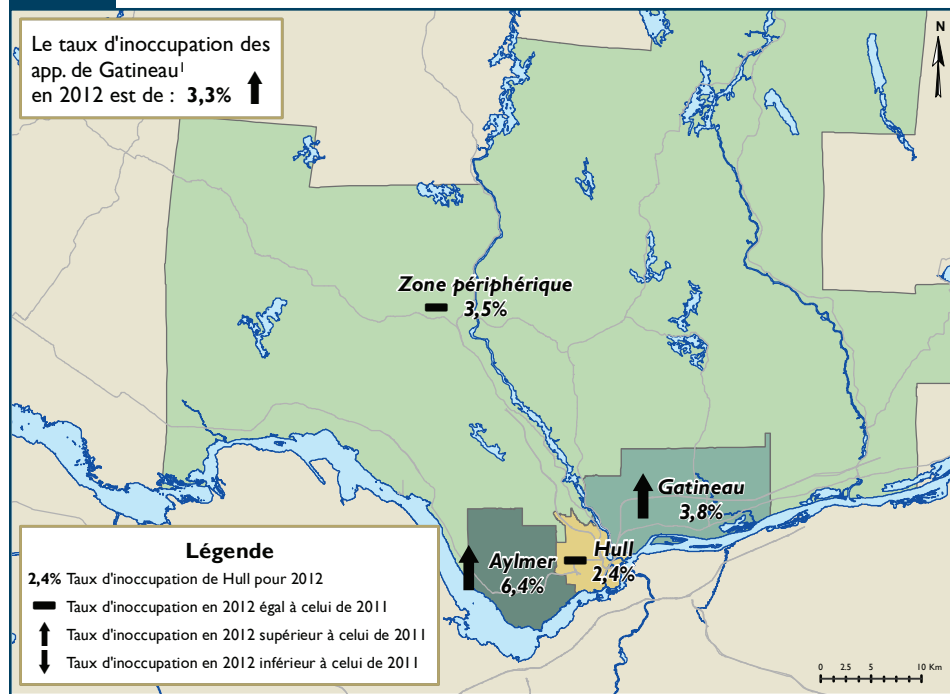 Le taux d'inoccupation des
app. de Gatineau¹
en 2012 est de : 3,3%
N
Zone périphérique
3,5%
Gatineau
3,8%
Hull
2,4%
Aylmer
6,4%
Légende
2,4% Taux d'inoccupation de Hull pour 2012
Taux d'inoccupation en 2012 égal à celui de 2011
Taux d'inoccupation en 2012 supérieur à celui de 2011
Taux d'inoccupation en 2012 inférieur à celui de 2011
0 2.5 5 10 Km